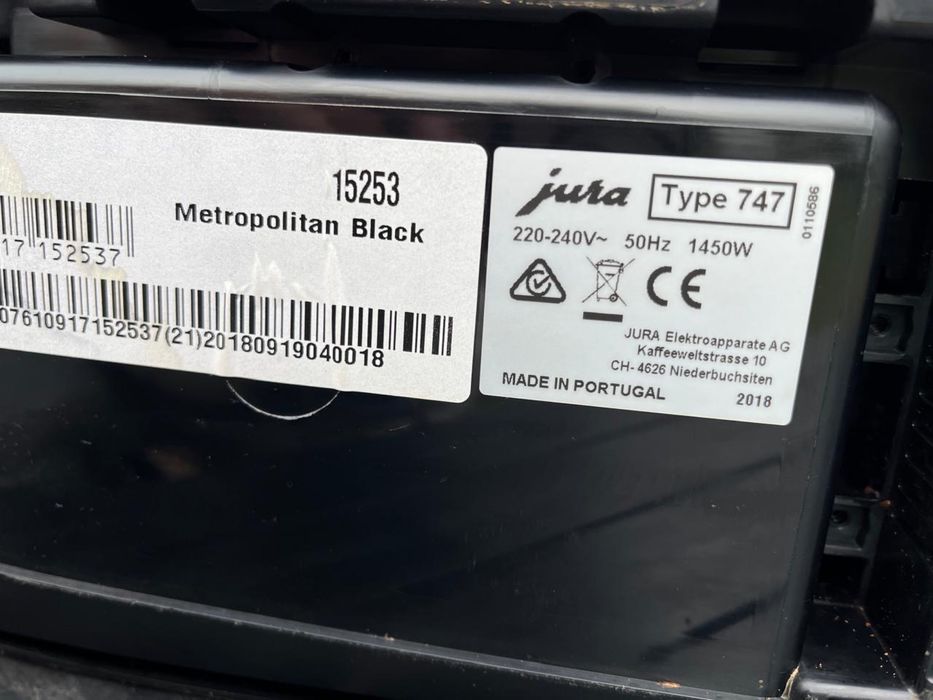 15253
Metropolitan Black
17 152537
07610917152537(21)20180919040018
jura
Type 747
0110586
220-240V~ 50Hz 1450W
CE
JURA Elektroapparate AG
Kaffeeweltstrasse 10
CH- 4626 Niederbuchsiten
MADE IN PORTUGAL
2018